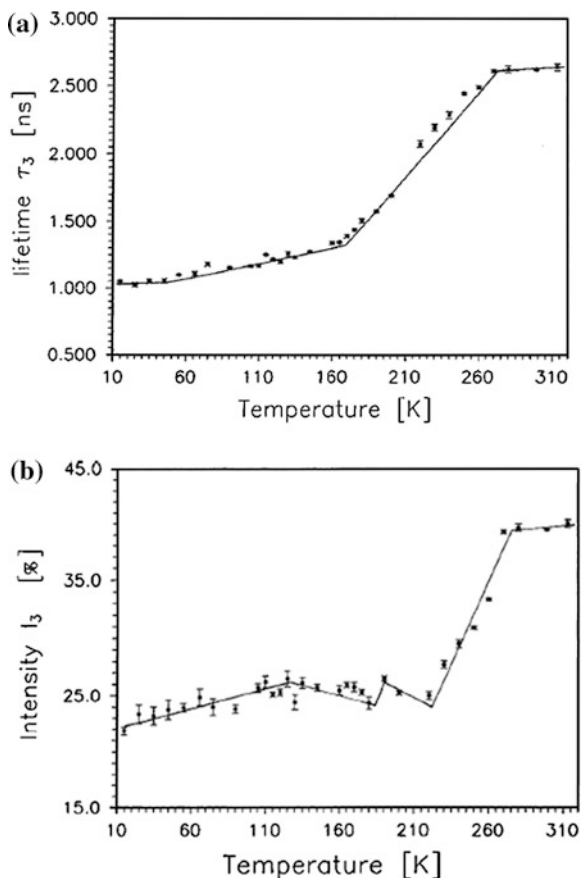 (a)
3.000
2.500
2.000
1.500
1.000
0.500
lifetime τ₃ [ns]
10 60 110 160 210 260 310
Temperature [K]
(b)
45.0
35.0
25.0
15.0
Intensity I₃ [%]
10 60 110 160 210 260 310
Temperature [K]